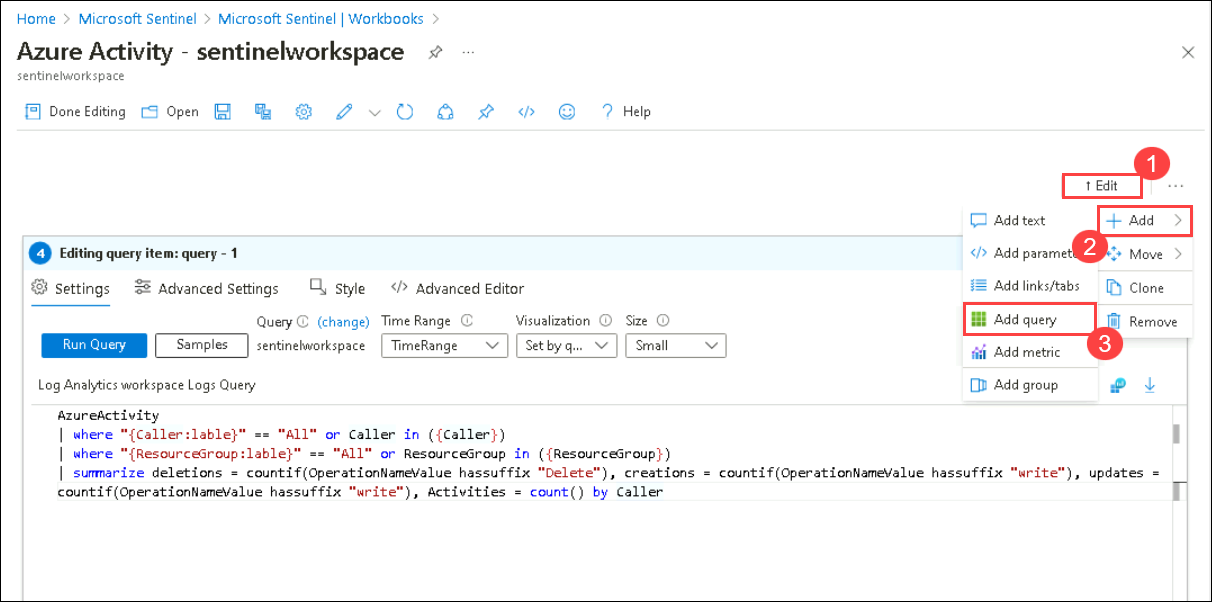 Home > Microsoft Sentinel > Microsoft Sentinel | Workbooks >
Azure Activity - sentinelworkspace ...
sentinelworkspace
Done Editing Open </> ? Help
1
↑ Edit ...
Add text
+ Add >
2
</> Add paramete
Move >
4 Editing query item: query - 1
Add links/tabs
Clone
Settings Advanced Settings Style </> Advanced Editor
Add query
Remove
3
Query (change) Time Range Visualization Size
Run Query Samples sentinelworkspace TimeRange Set by q... Small
Add metric
Add group
Log Analytics workspace Logs Query
AzureActivity
| where "{Caller:lable}" == "All" or Caller in ({Caller})
| where "{ResourceGroup:lable}" == "All" or ResourceGroup in ({ResourceGroup})
| summarize deletions = countif(OperationNameValue hassuffix "Delete"), creations = countif(OperationNameValue hassuffix "write"), updates =
countif(OperationNameValue hassuffix "write"), Activities = count() by Caller